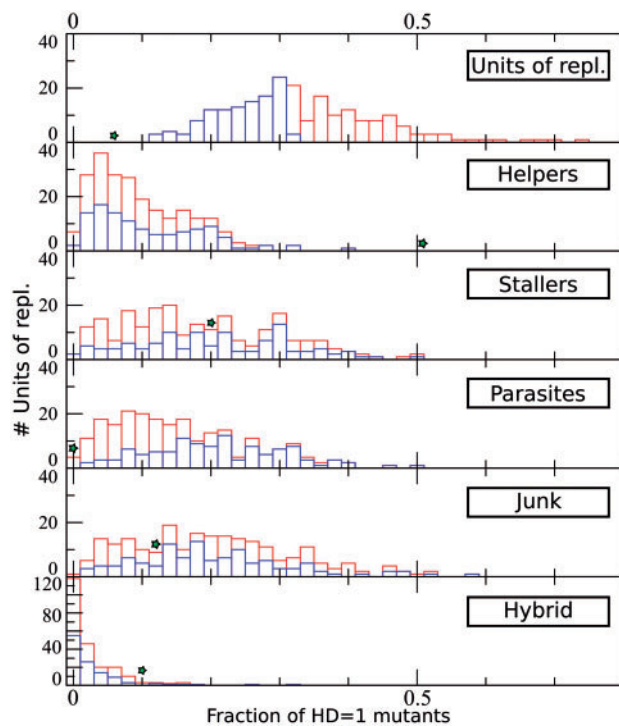 0 0.5
40
20
0
Units of repl.
40
20
0
Helpers
40
20
0
Stallers
40
20
0
Parasites
40
20
0
Junk
120
80
40
0
Hybrid
# Units of repl.
0 0.5
Fraction of HD=1 mutants